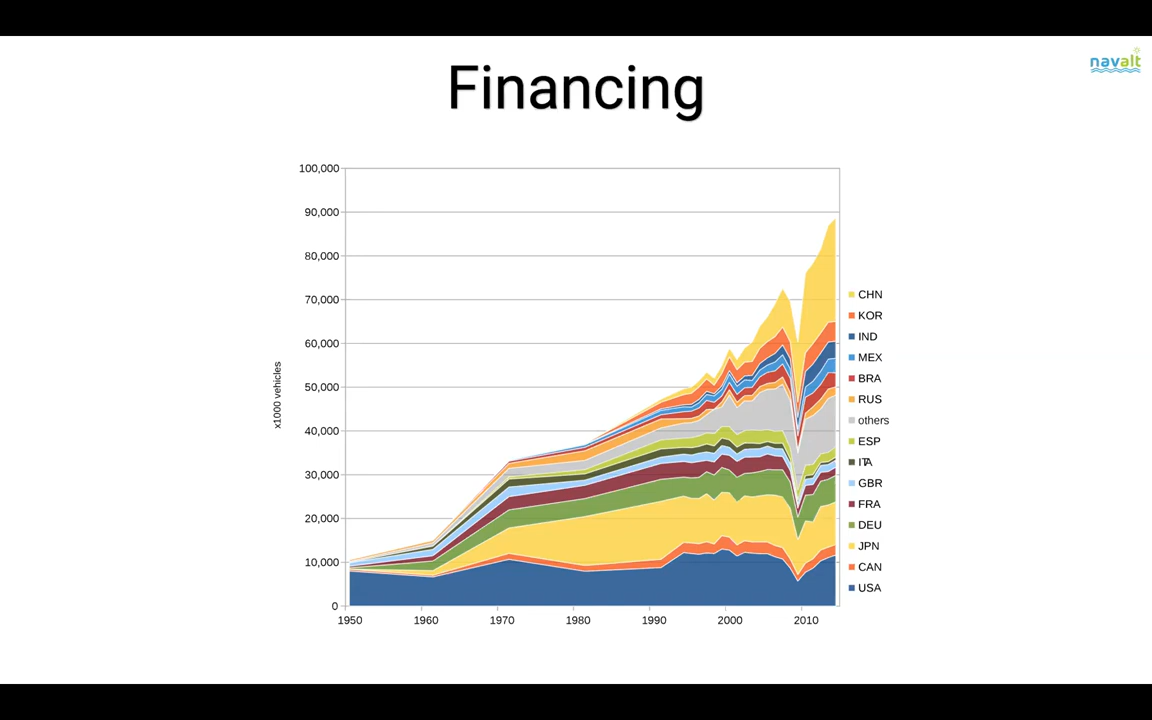 navalt
Financing
100,000
90,000
80,000
70,000
60,000
50,000
40,000
30,000
20,000
10,000
0
x1000 vehicles
1950 1960 1970 1980 1990 2000 2010
CHN
KOR
IND
MEX
BRA
RUS
others
ESP
ITA
GBR
FRA
DEU
JPN
CAN
USA